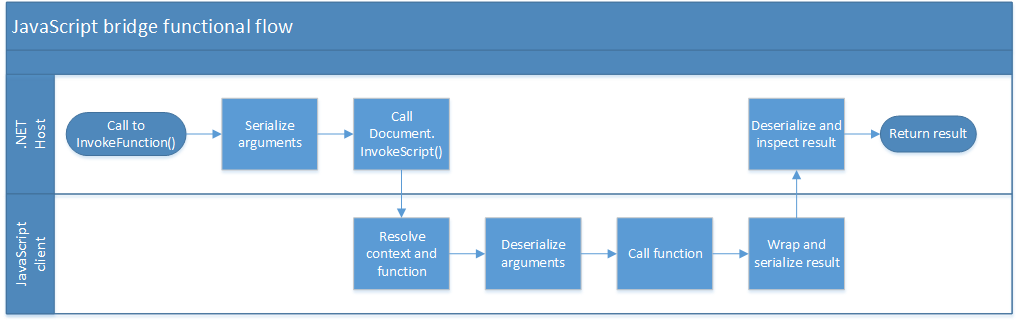 JavaScript bridge functional flow
.NET
Host
Call to
InvokeFunction()
Serialize
arguments
Call
Document.
InvokeScript()
Deserialize and
inspect result
Return result
JavaScript
client
Resolve
context and
function
Deserialize
arguments
Call function
Wrap and
serialize result